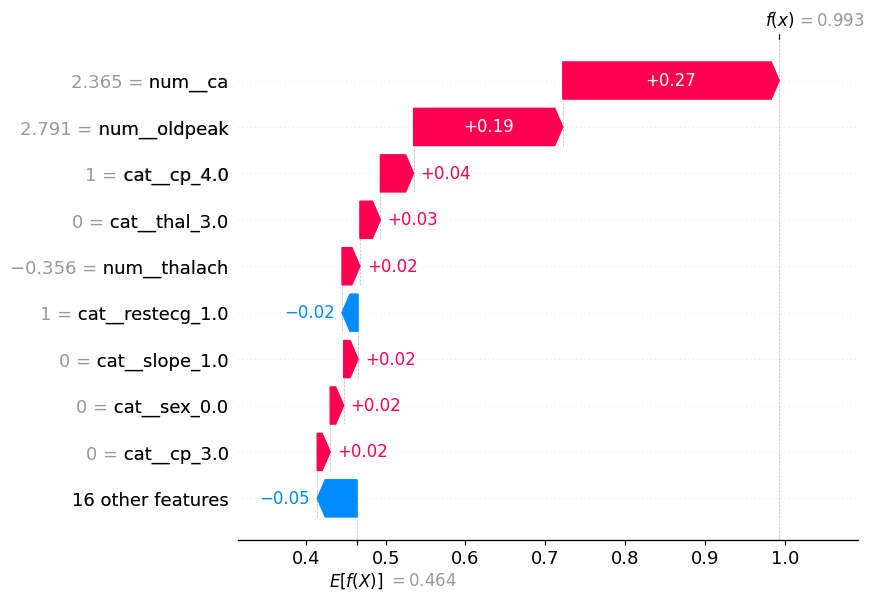 f(x) = 0.993
2.365 = num__ca
+0.27
2.791 = num__oldpeak
+0.19
1 = cat__cp_4.0
+0.04
0 = cat__thal_3.0
+0.03
−0.356 = num__thalach
+0.02
1 = cat__restecg_1.0
−0.02
0 = cat__slope_1.0
+0.02
0 = cat__sex_0.0
+0.02
0 = cat__cp_3.0
+0.02
16 other features
−0.05
0.4 0.5 0.6 0.7 0.8 0.9 1.0
E[f(X)] = 0.464